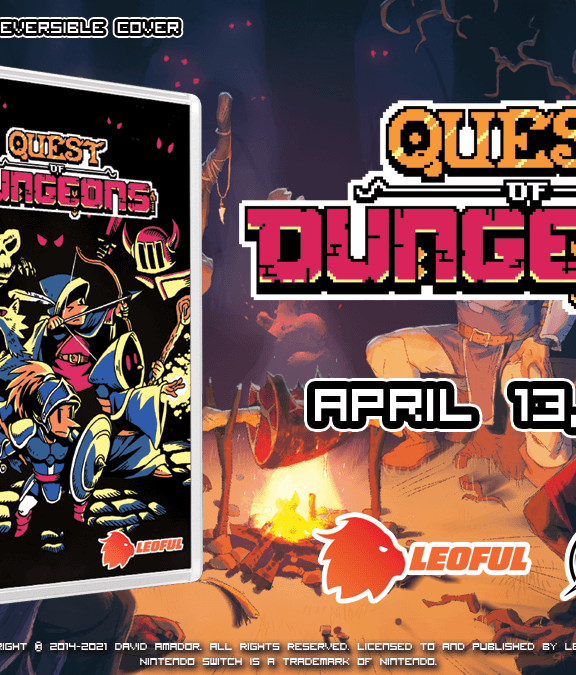 EVERSIBLE COVER
QUEST
OF
DUNGEONS
QUES
OF
DUNGE
APRIL 13,
LEOFUL
LEOFUL
RIGHT © 2014-2021 DAVID AMADOR. ALL RIGHTS RESERVED. LICENSED TO AND PUBLISHED BY LE
NINTENDO SWITCH IS A TRADEMARK OF NINTENDO.